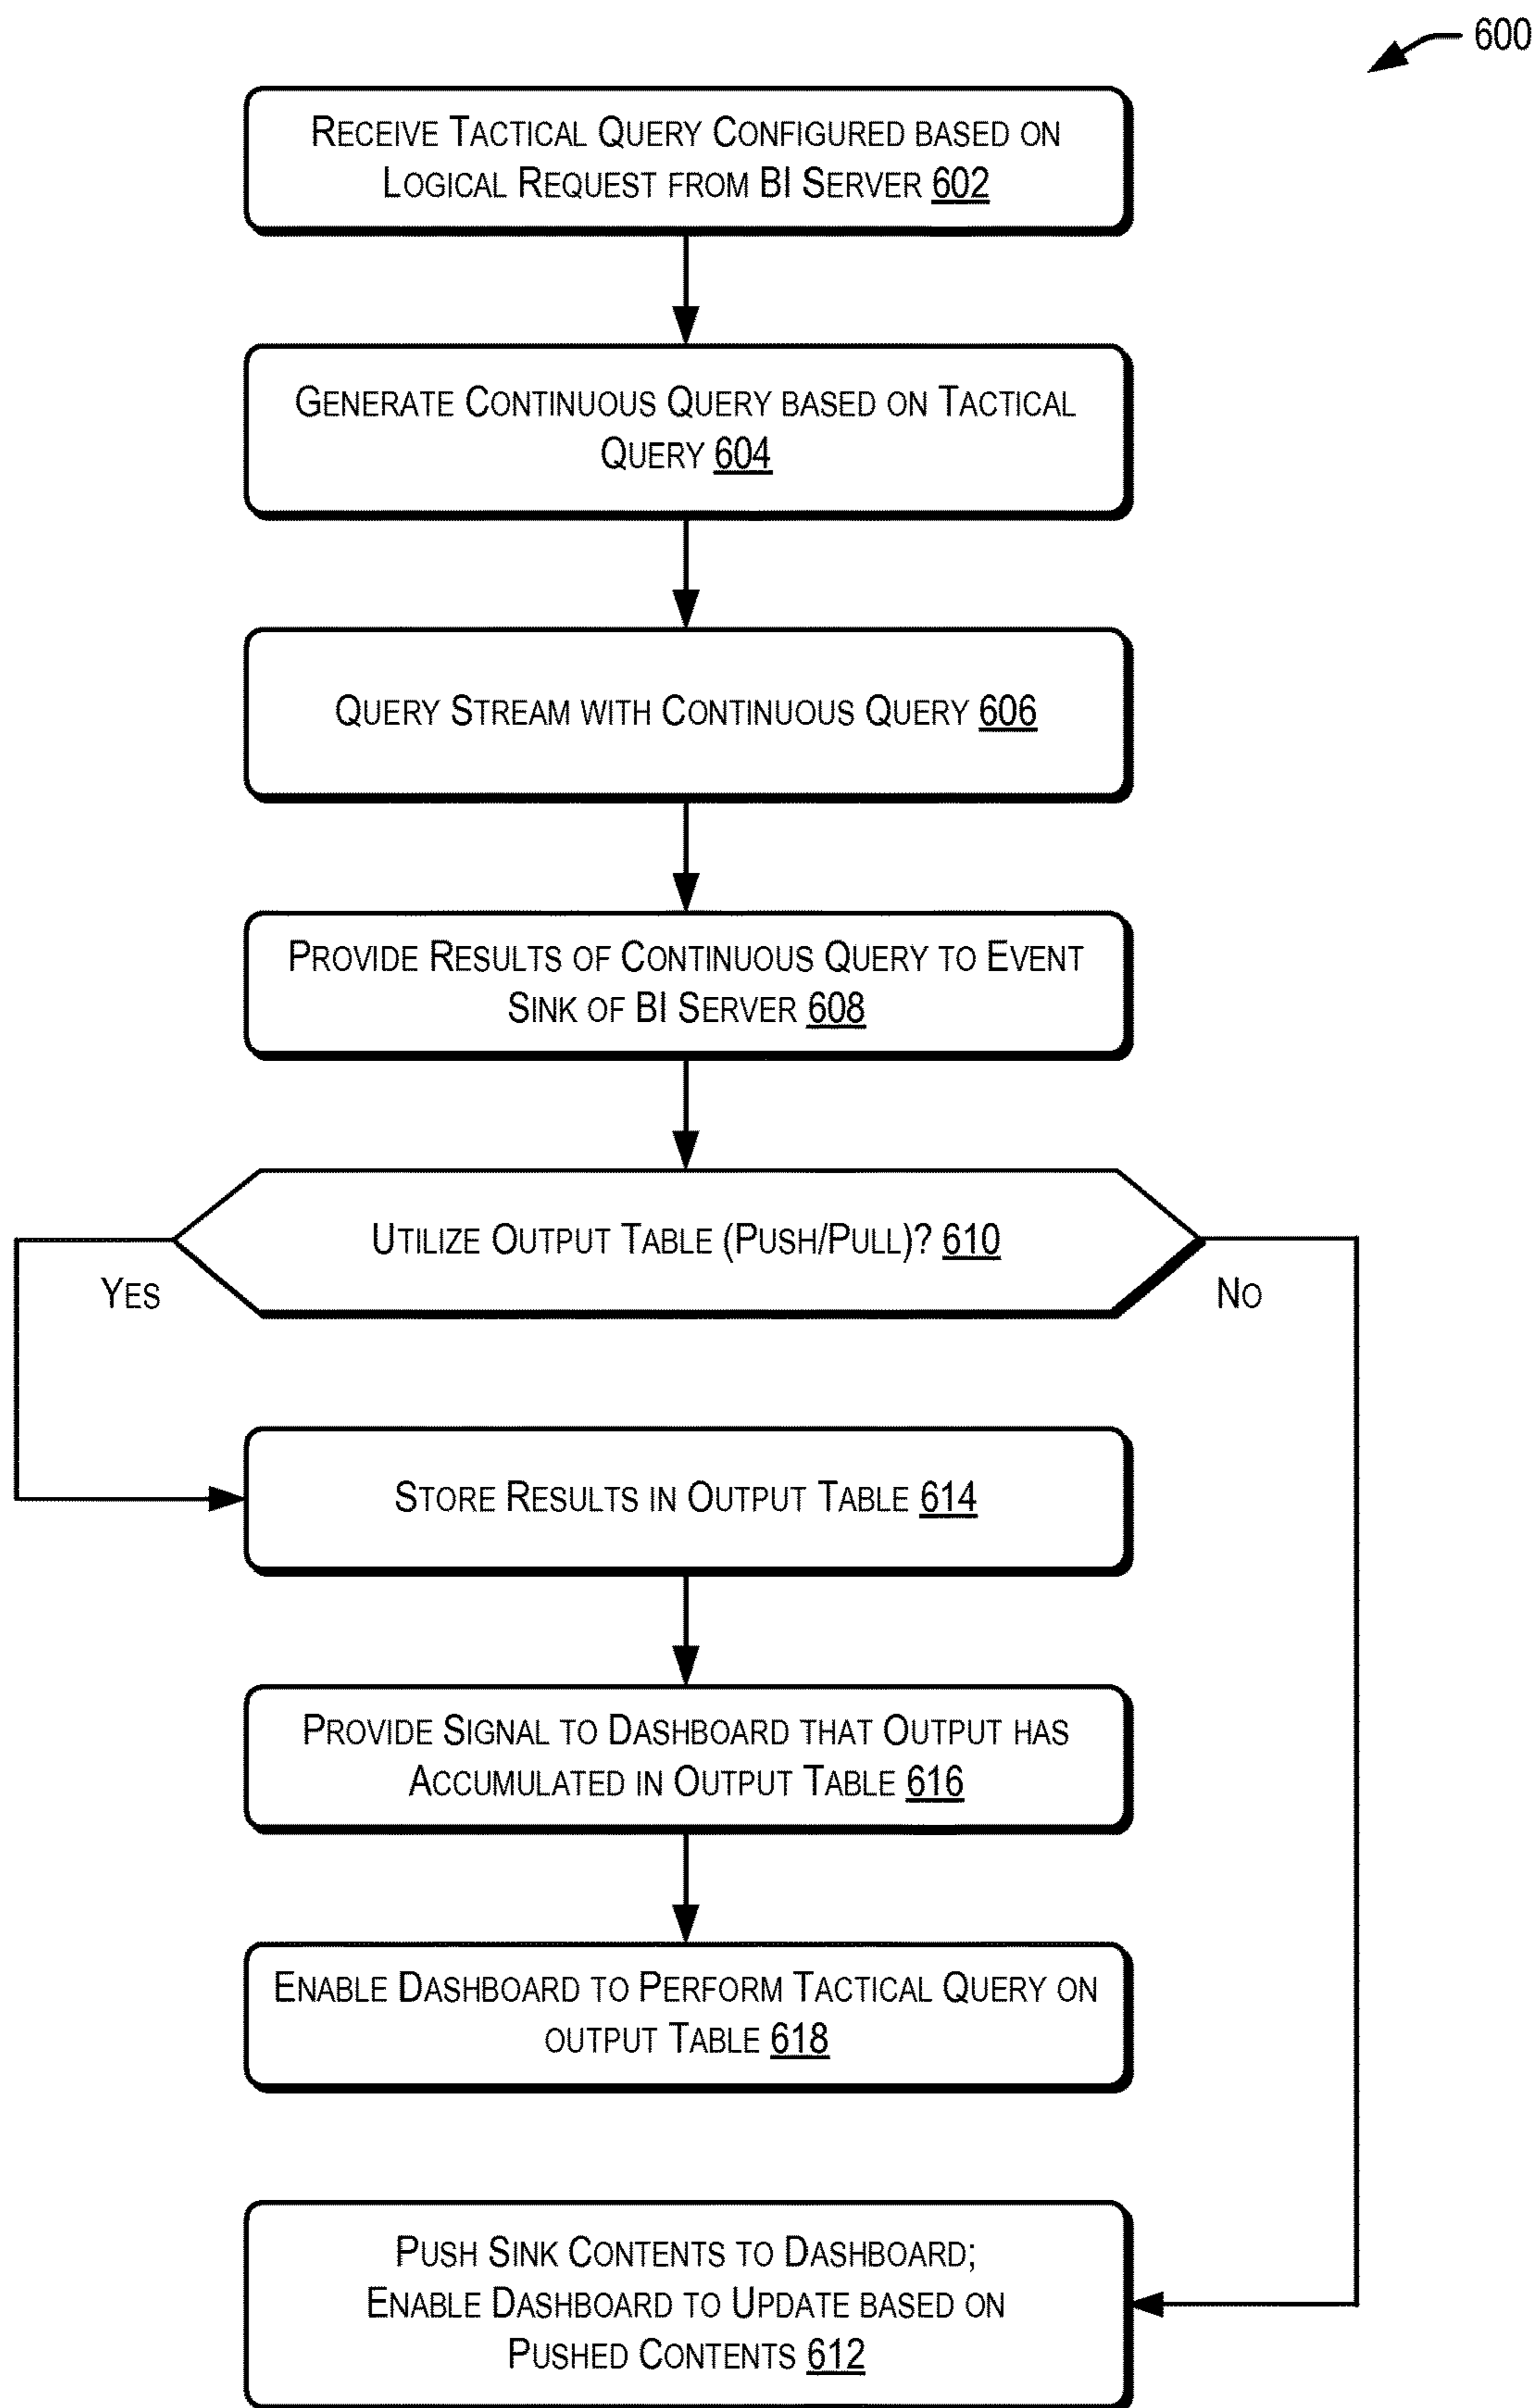 600
Receive Tactical Query Configured based on
Logical Request from BI Server 602
Generate Continuous Query based on Tactical
Query 604
Query Stream with Continuous Query 606
Provide Results of Continuous Query to Event
Sink of BI Server 608
Utilize Output Table (Push/Pull)? 610
Yes
No
Store Results in Output Table 614
Provide Signal to Dashboard that Output has
Accumulated in Output Table 616
Enable Dashboard to Perform Tactical Query on
output Table 618
Push Sink Contents to Dashboard;
Enable Dashboard to Update based on
Pushed Contents 612